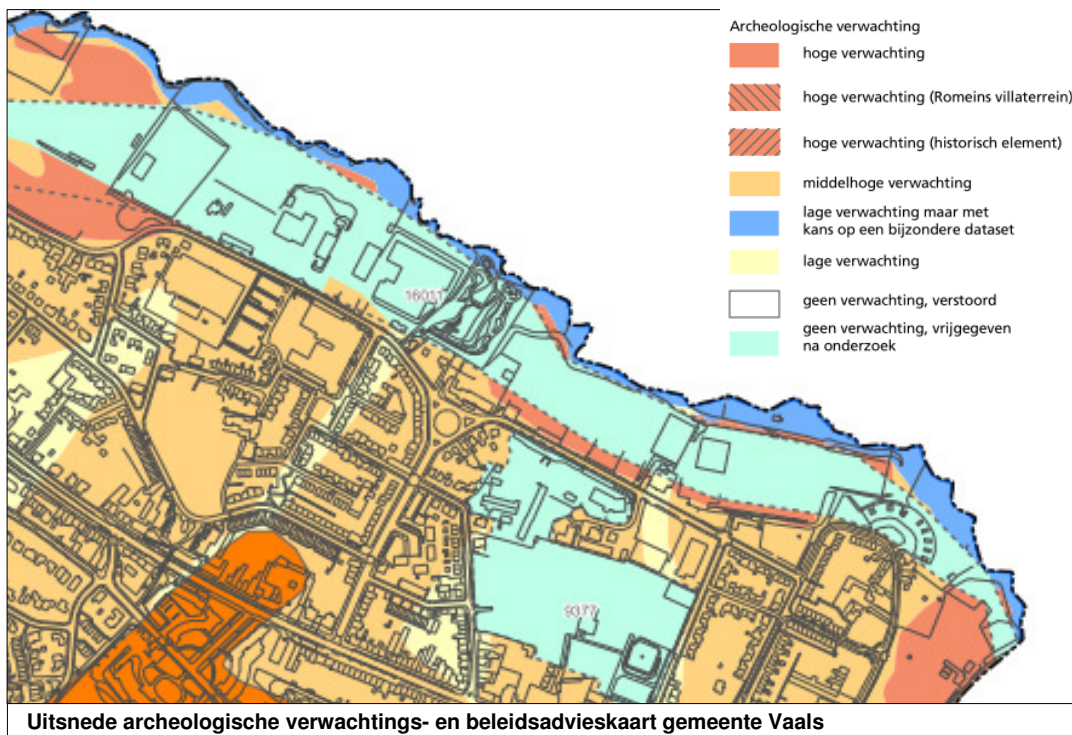 Archeologische verwachting
hoge verwachting
hoge verwachting (Romeins villaterrein)
hoge verwachting (historisch element)
middelhoge verwachting
lage verwachting maar met
kans op een bijzondere dataset
lage verwachting
geen verwachting, verstoord
geen verwachting, vrijgegeven
na onderzoek
16011
9377
Uitsnede archeologische verwachtings- en beleidsadvieskaart gemeente Vaals